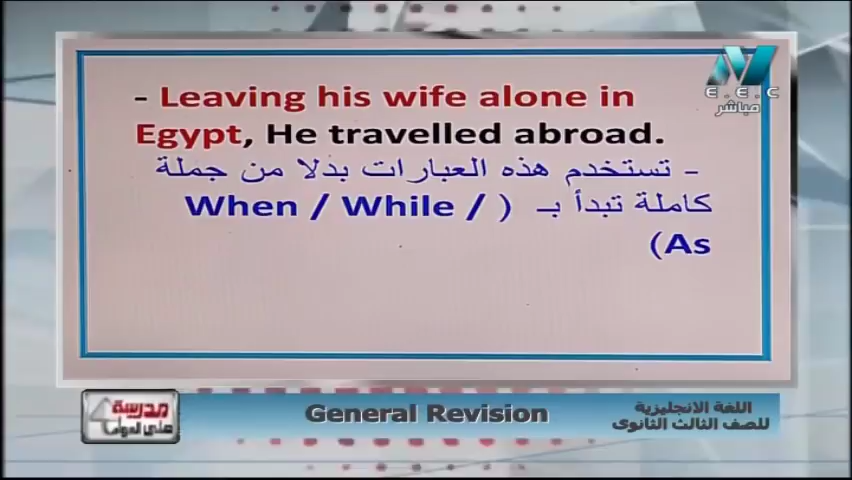 E.E.C
مباشر
- Leaving his wife alone in
Egypt, He travelled abroad.
- تستخدم هذه العبارات بدلا من جملة
كاملة تبدأ بـ ( When / While /
As)
مدرسة
على الهواء
General Revision
اللغة الانجليزية
للصف الثالث الثانوى